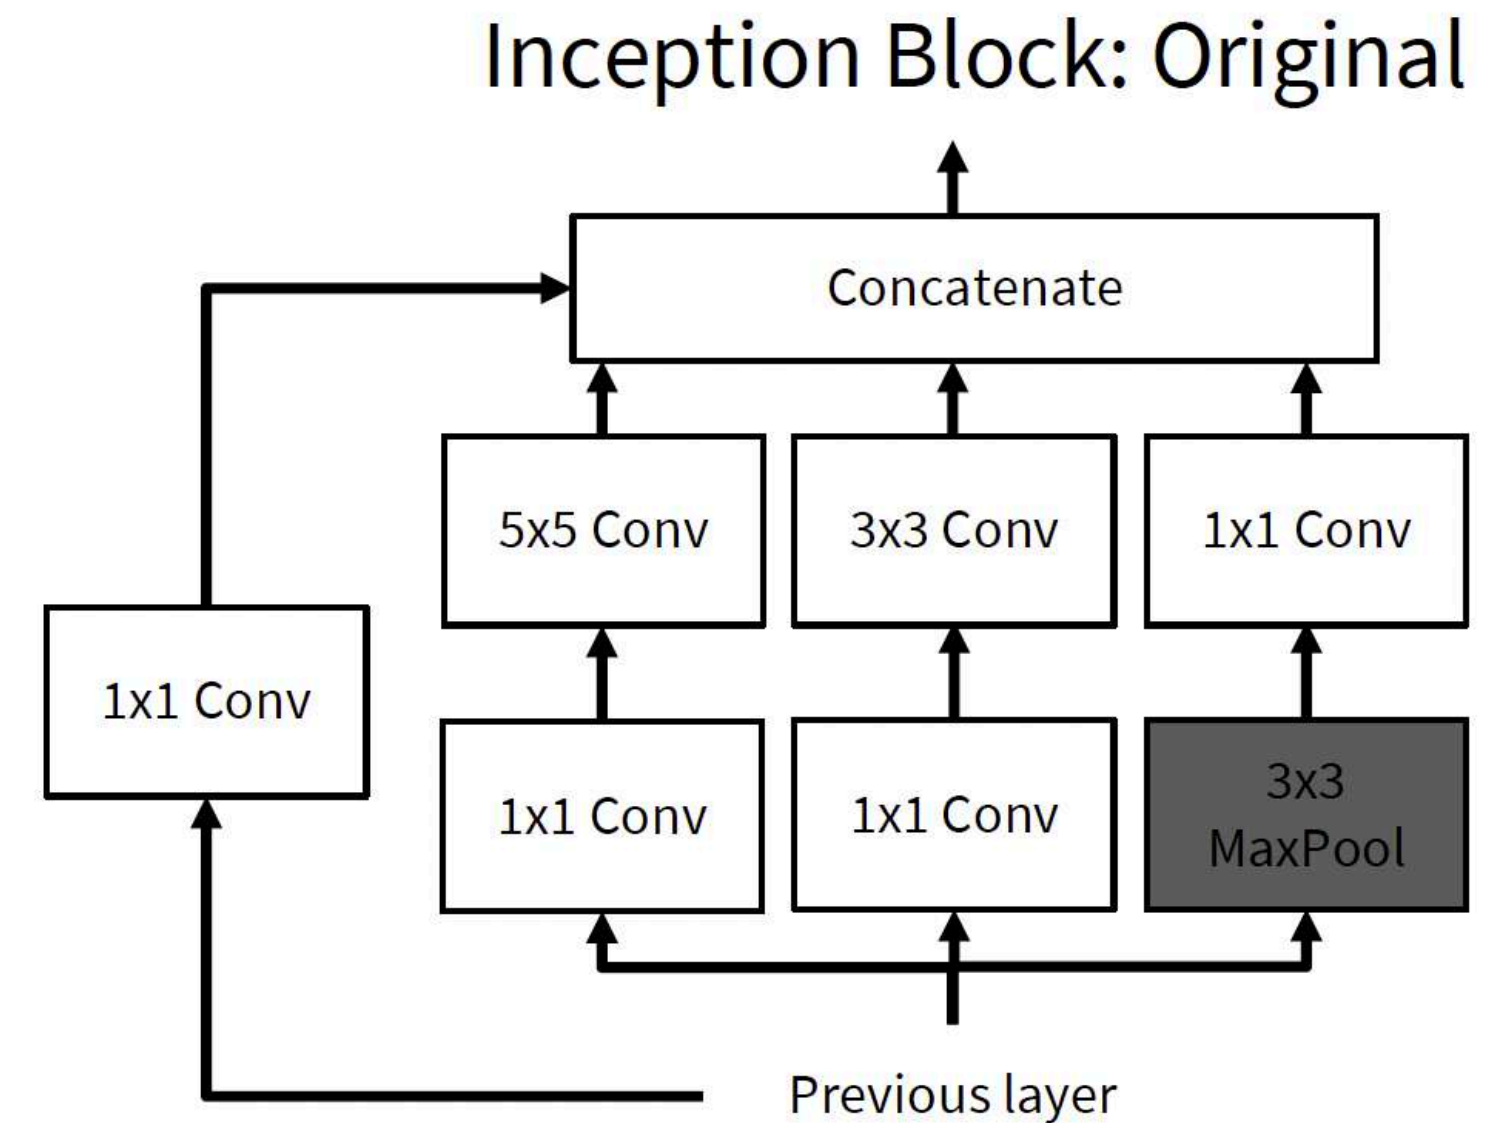 Inception Block: Original
Concatenate
5x5 Conv
3x3 Conv
1x1 Conv
1x1 Conv
1x1 Conv
1x1 Conv
3x3
MaxPool
Previous layer